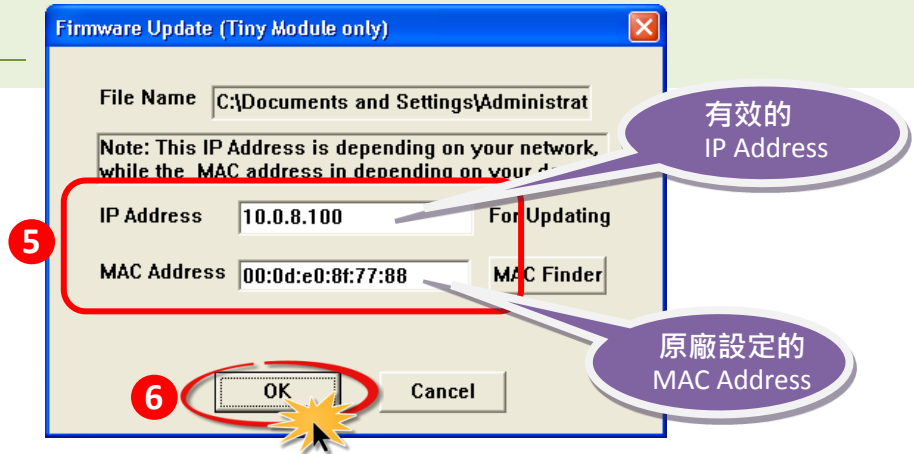 Firmware Update (Tiny Module only)
File Name C:\Documents and Settings\Administrat
有效的
IP Address
Note: This IP Address is depending on your network,
while the MAC address in depending on your
5
IP Address 10.0.8.100 For Updating
MAC Address 00:0d:e0:8f:77:88 MAC Finder
原廠設定的
MAC Address
6
OK Cancel